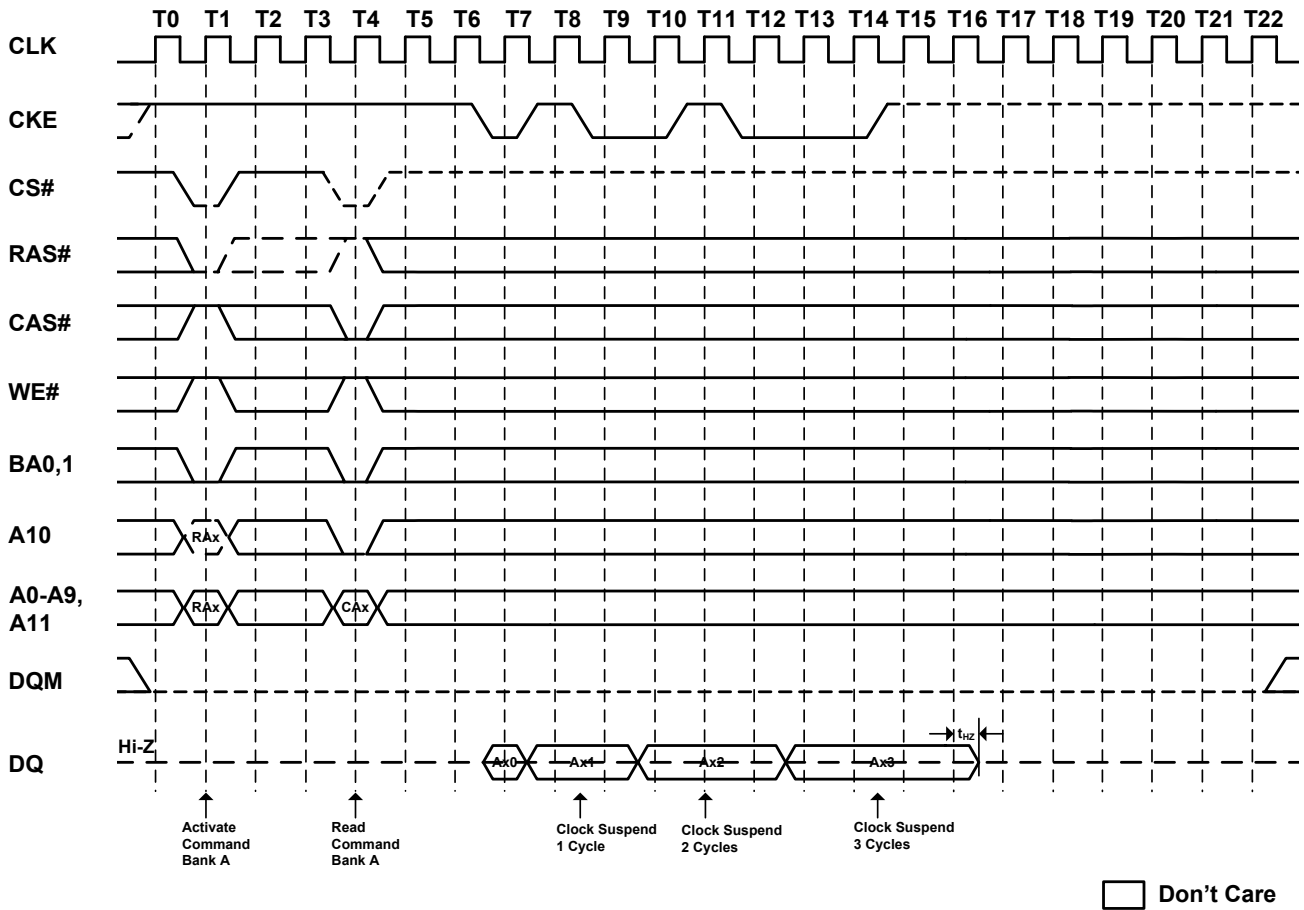 T0 T1 T2 T3 T4 T5 T6 T7 T8 T9 T10 T11 T12 T13 T14 T15 T16 T17 T18 T19 T20 T21 T22
CLK
CKE
CS#
RAS#
CAS#
WE#
BA0,1
A10
RAx
A0-A9,
A11
RAx
CAx
DQM
DQ
Hi-Z
Ax0
Ax1
Ax2
Ax3
tHZ
Activate
Command
Bank A
Read
Command
Bank A
Clock Suspend
1 Cycle
Clock Suspend
2 Cycles
Clock Suspend
3 Cycles
Don't Care